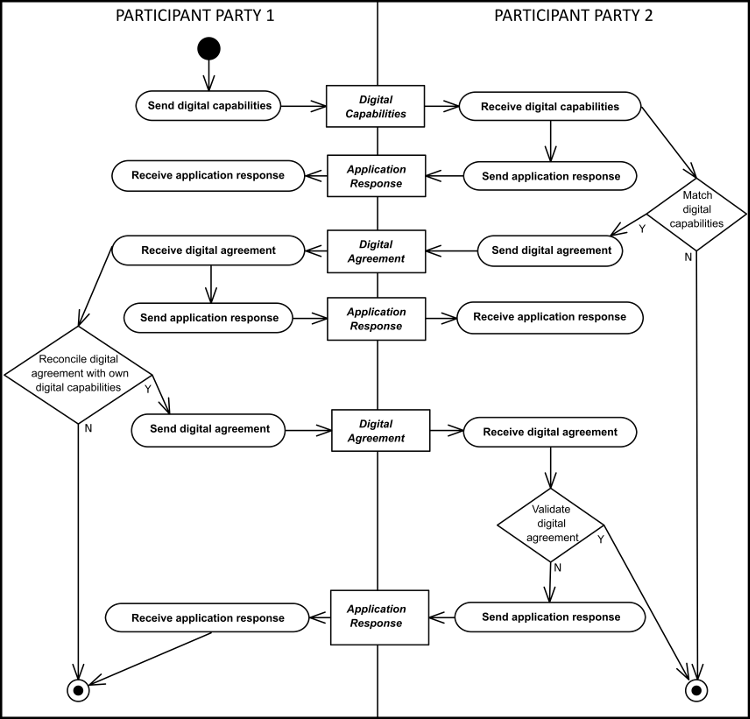 PARTICIPANT PARTY 1
PARTICIPANT PARTY 2
Send digital capabilities
Digital
Capabilities
Receive digital capabilities
Receive application response
Application
Response
Send application response
Match
digital
capabilities
Y
N
Receive digital agreement
Digital
Agreement
Send digital agreement
Send application response
Application
Response
Receive application response
Reconcile digital
agreement with own
digital capabilities
Y
N
Send digital agreement
Digital
Agreement
Receive digital agreement
Validate
digital
agreement
Y
N
Receive application response
Application
Response
Send application response